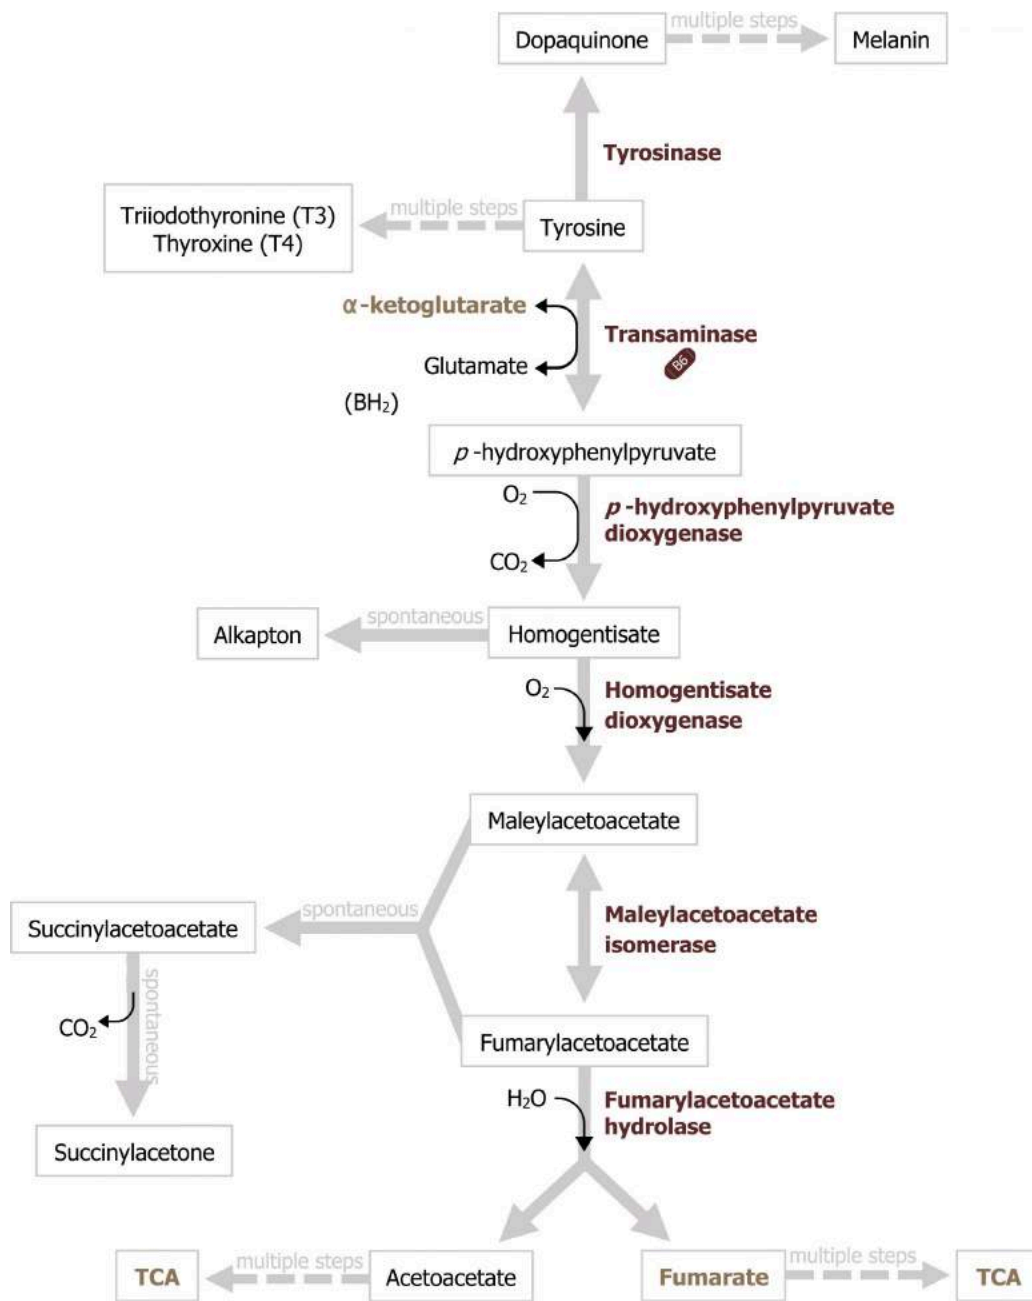 Dopaquinone
multiple steps
Melanin
Tyrosinase
Triiodothyronine (T3)
Thyroxine (T4)
multiple steps
Tyrosine
α-ketoglutarate
Transaminase
B6
Glutamate
(BH₂)
p-hydroxyphenylpyruvate
O₂
p-hydroxyphenylpyruvate
dioxygenase
CO₂
Alkapton
spontaneous
Homogentisate
O₂
Homogentisate
dioxygenase
Maleylacetoacetate
Succinylacetoacetate
spontaneous
Maleylacetoacetate
isomerase
CO₂
spontaneous
Fumarylacetoacetate
H₂O
Fumarylacetoacetate
hydrolase
Succinylacetone
TCA
multiple steps
Acetoacetate
Fumarate
multiple steps
TCA